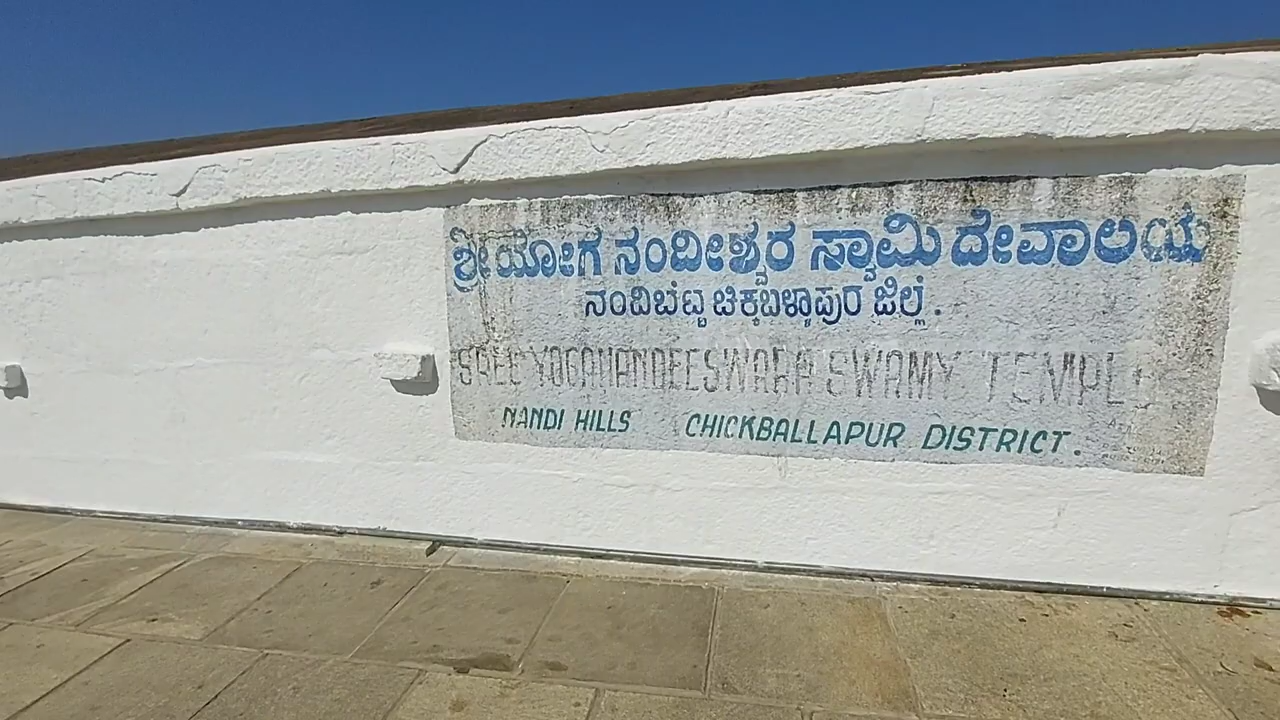 ಶ್ರೀ ಯೋಗ ನಂದೀಶ್ವರ ಸ್ವಾಮಿ ದೇವಾಲಯ
ನಂದಿಬೆಟ್ಟ ಚಿಕ್ಕಬಳ್ಳಾಪುರ ಜಿಲ್ಲೆ.
SREE YOGANANDEESWARA SWAMY TEMPLE
NANDI HILLS CHICKBALLAPUR DISTRICT.